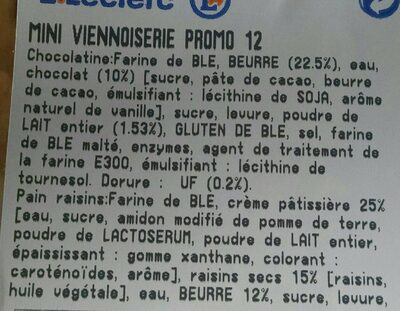 E.Leclerc
MINI VIENNOISERIE PROMO 12
Chocolatine:Farine de BLE, BEURRE (22.5%), eau,
chocolat (10%) [sucre, pâte de cacao, beurre
de cacao, émulsifiant : lécithine de SOJA, arôme
naturel de vanille], sucre, levure, poudre de
LAIT entier (1.53%), GLUTEN DE BLE, sel, farine
de BLE malté, enzymes, agent de traitement de
la farine E300, émulsifiant : lécithine de
tournesol. Dorure :  UF (0.2%).
Pain raisins:Farine de BLE, crème pâtissière 25%
[eau, sucre, amidon modifié de pomme de terre,
poudre de LACTOSERUM, poudre de LAIT entier,
épaississant : gomme xanthane, colorant :
caroténoïdes, arôme], raisins secs 15% [raisins,
huile végétale], eau, BEURRE 12%, sucre, levure,